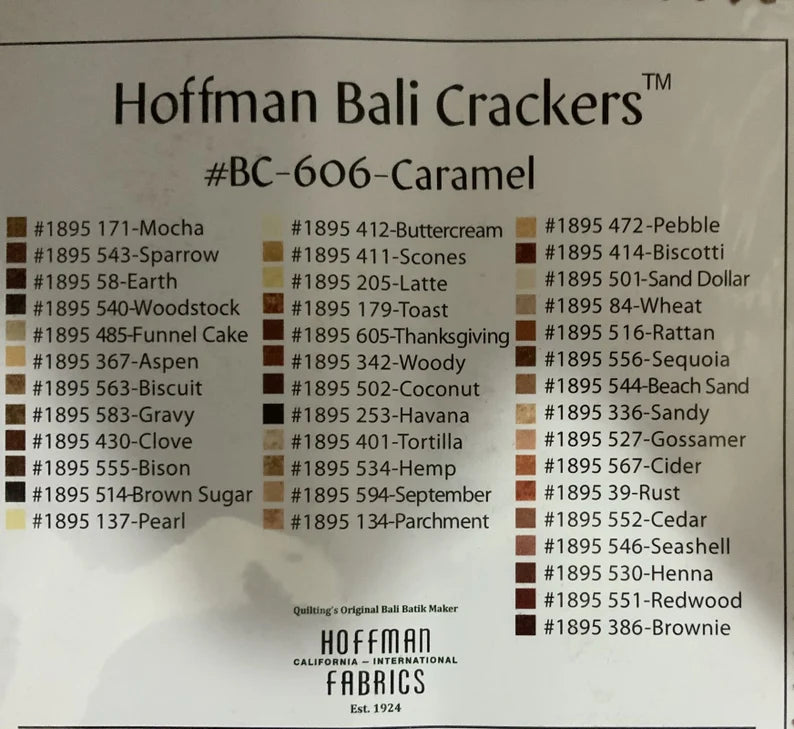 Hoffman Bali Crackers™
#BC-606-Caramel
#1895 171-Mocha
#1895 543-Sparrow
#1895 58-Earth
#1895 540-Woodstock
#1895 485-Funnel Cake
#1895 367-Aspen
#1895 563-Biscuit
#1895 583-Gravy
#1895 430-Clove
#1895 555-Bison
#1895 514-Brown Sugar
#1895 137-Pearl
#1895 412-Buttercream
#1895 411-Scones
#1895 205-Latte
#1895 179-Toast
#1895 605-Thanksgiving
#1895 342-Woody
#1895 502-Coconut
#1895 253-Havana
#1895 401-Tortilla
#1895 534-Hemp
#1895 594-September
#1895 134-Parchment
#1895 472-Pebble
#1895 414-Biscotti
#1895 501-Sand Dollar
#1895 84-Wheat
#1895 516-Rattan
#1895 556-Sequoia
#1895 544-Beach Sand
#1895 336-Sandy
#1895 527-Gossamer
#1895 567-Cider
#1895 39-Rust
#1895 552-Cedar
#1895 546-Seashell
#1895 530-Henna
#1895 551-Redwood
#1895 386-Brownie
Quilting's Original Bali Batik Maker
HOFFMAN
CALIFORNIA – INTERNATIONAL
FABRICS
Est. 1924